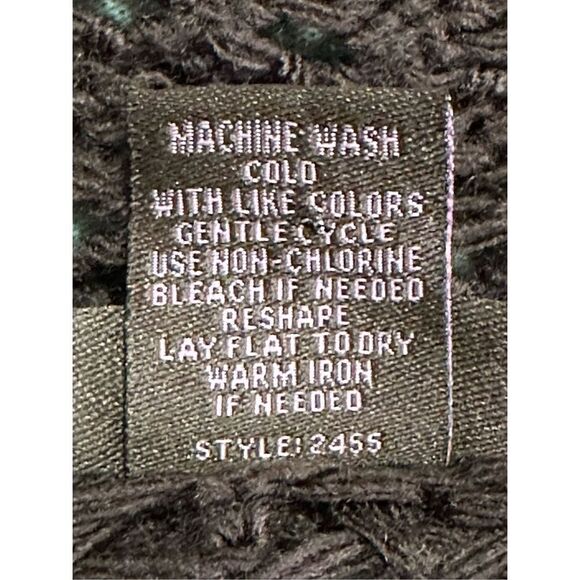 MACHINE WASH
COLD
WITH LIKE COLORS
GENTLE CYCLE
USE NON-CHLORINE
BLEACH IF NEEDED
RESHAPE
LAY FLAT TO DRY
WARM IRON
IF NEEDED
STYLE: 2455